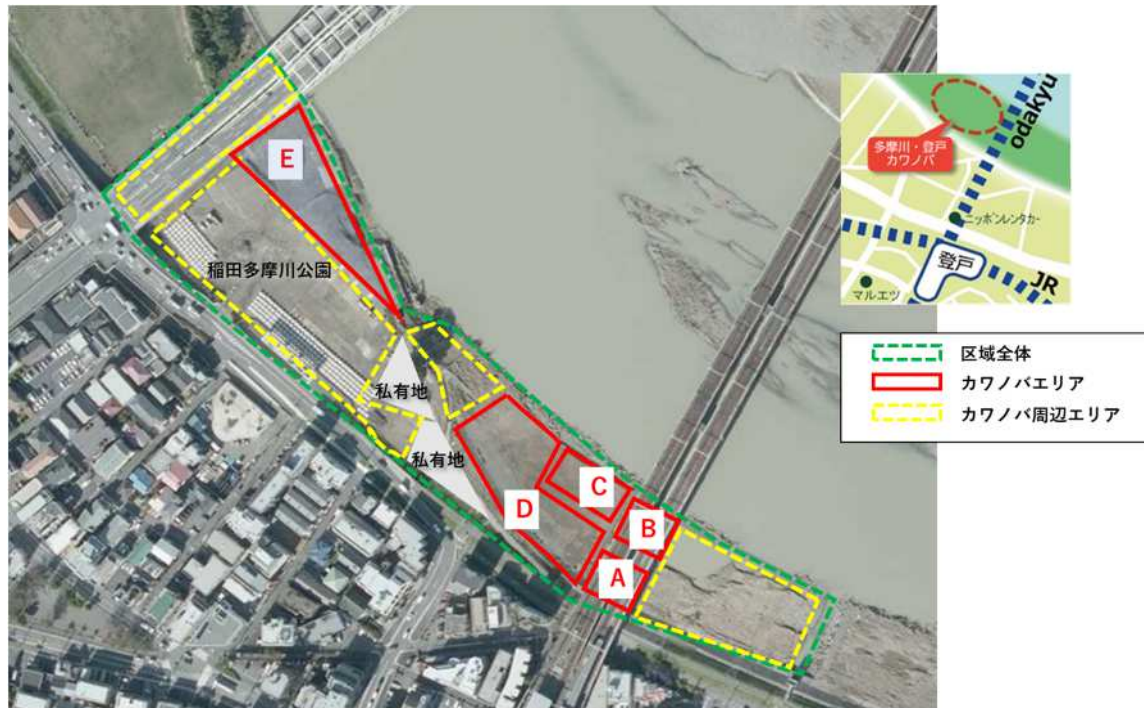 E
稲田多摩川公園
私有地
私有地
D
C
B
A
odakyu
多摩川・登戸
カワノバ
ニッポンレンタカー
登戸
JR
マルエツ
区域全体
カワノバエリア
カワノバ周辺エリア